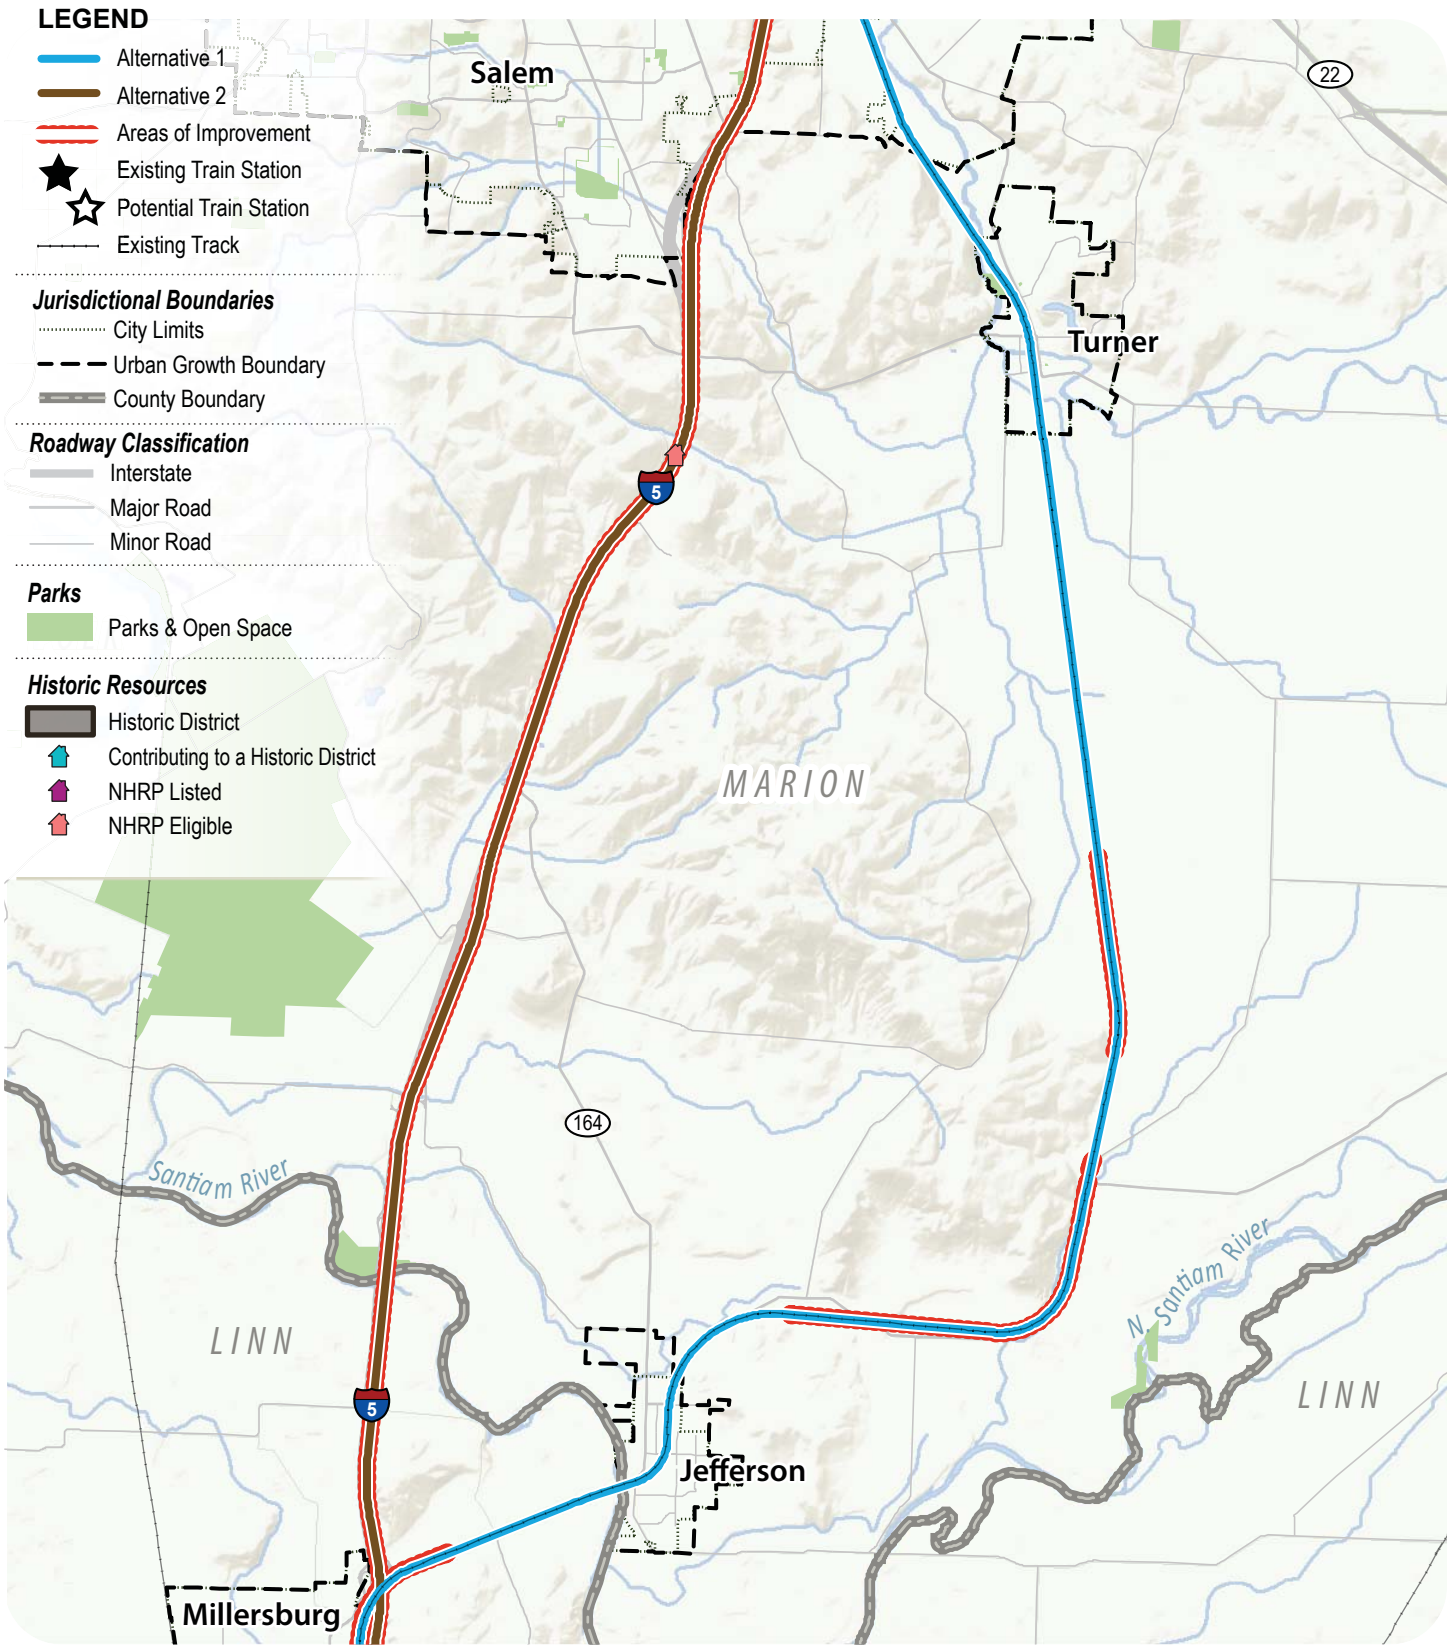 LEGEND
Alternative 1
Alternative 2
Areas of Improvement
Existing Train Station
Potential Train Station
Existing Track
Jurisdictional Boundaries
City Limits
Urban Growth Boundary
County Boundary
Roadway Classification
Interstate
Major Road
Minor Road
Parks
Parks & Open Space
Historic Resources
Historic District
Contributing to a Historic District
NHRP Listed
NHRP Eligible
Salem
22
Turner
5
MARION
164
Santiam River
N. Santiam River
LINN
LINN
5
Jefferson
Millersburg